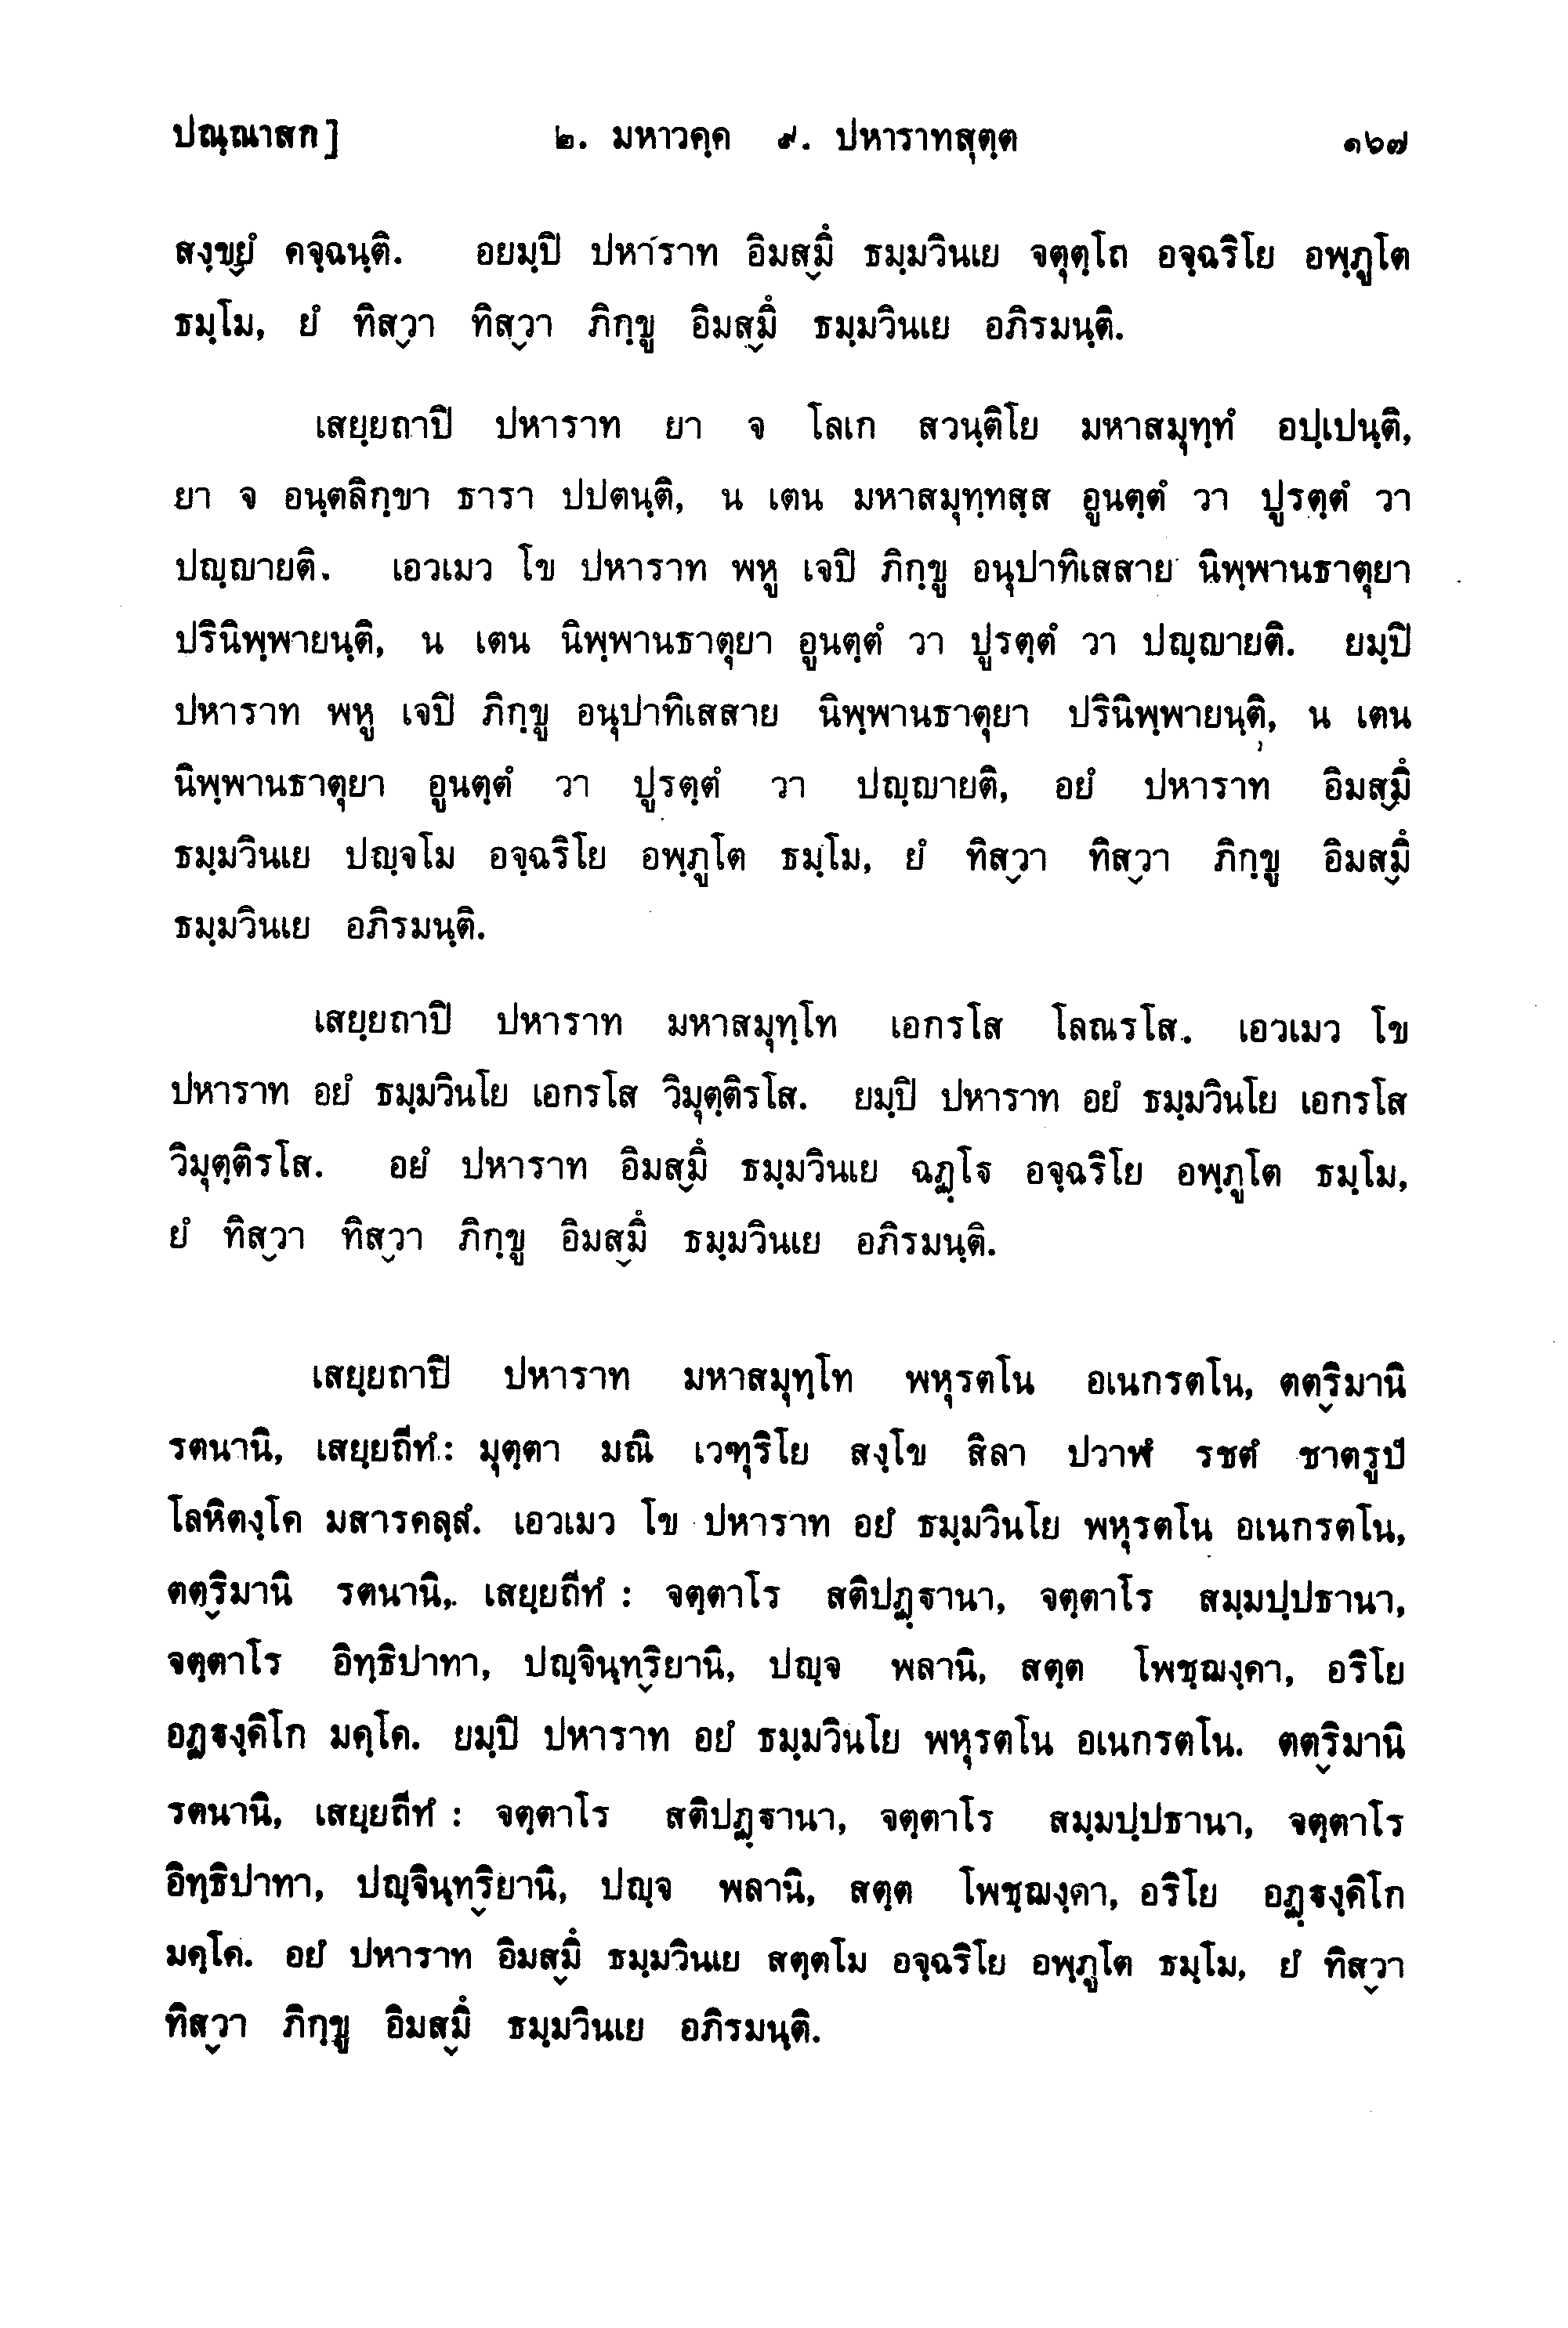 ปณฺณาสก]	๒. มหาวคฺค ๙. ปหาราทสุตฺต	๑๖๗
สงฺขฺยํ คจฺฉนฺติ. อยมฺปิ ปหาราท อิมสฺมิํ ธมฺมวินเย จตุตฺโถ อจฺฉริโย อพฺภูโต
ธมฺโม, ยํ ทิสฺวา ทิสฺวา ภิกฺขู อิมสฺมิํ ธมฺมวินเย อภิรมนฺติ.
เสยฺยถาปิ ปหาราท ยา จ โลเก สวนฺติโย มหาสมุทฺทํ อปฺเปนฺติ,
ยา จ อนฺตลิกฺขา ธารา ปปตนฺติ, น เตน มหาสมุทฺทสฺส อูนตฺตํ วา ปูรตฺตํ วา
ปญฺญายติ. เอวเมว โข ปหาราท พหู เจปิ ภิกฺขู อนุปาทิเสสาย นิพฺพานธาตุยา
ปรินิพฺพายนฺติ, น เตน นิพฺพานธาตุยา อูนตฺตํ วา ปูรตฺตํ วา ปญฺญายติ. ยมฺปิ
ปหาราท พหู เจปิ ภิกฺขู อนุปาทิเสสาย นิพฺพานธาตุยา ปรินิพฺพายนฺติ, น เตน
นิพฺพานธาตุยา อูนตฺตํ วา ปูรตฺตํ วา ปญฺญายติ, อยํ ปหาราท อิมสฺมิํ
ธมฺมวินเย ปญฺจโม อจฺฉริโย อพฺภูโต ธมฺโม, ยํ ทิสฺวา ทิสฺวา ภิกฺขู อิมสฺมิํ
ธมฺมวินเย อภิรมนฺติ.
เสยฺยถาปิ ปหาราท มหาสมุทฺโท เอกรโส โลณรโส. เอวเมว โข
ปหาราท อยํ ธมฺมวินโย เอกรโส วิมุตฺติรโส. ยมฺปิ ปหาราท อยํ ธมฺมวินโย เอกรโส
วิมุตฺติรโส. อยํ ปหาราท อิมสฺมิํ ธมฺมวินเย ฉฏฺโฐ อจฺฉริโย อพฺภูโต ธมฺโม,
ยํ ทิสฺวา ทิสฺวา ภิกฺขู อิมสฺมิํ ธมฺมวินเย อภิรมนฺติ.
เสยฺยถาปิ ปหาราท มหาสมุทฺโท พหุรตโน อเนกรตโน, ตตฺริมานิ
รตนานิ, เสยฺยถีทํ: มุตฺตา มณิ เวฑุริโย สงฺโข สิลา ปวาฬํ รชตํ ชาตรูปํ
โลหิตงฺโค มสารคลฺลํ. เอวเมว โข ปหาราท อยํ ธมฺมวินโย พหุรตโน อเนกรตโน,
ตตฺริมานิ รตนานิ, เสยฺยถีทํ : จตฺตาโร สติปฏฺฐานา, จตฺตาโร สมฺมปฺปธานา,
จตฺตาโร อิทฺธิปาทา, ปญฺจินฺทฺริยานิ, ปญฺจ พลานิ, สตฺต โพชฺฌงฺคา, อริโย
อฏฺฐงฺคิโก มคฺโค. ยมฺปิ ปหาราท อยํ ธมฺมวินโย พหุรตโน อเนกรตโน. ตตฺริมานิ
รตนานิ, เสยฺยถีทํ : จตฺตาโร สติปฏฺฐานา, จตฺตาโร สมฺมปฺปธานา, จตฺตาโร
อิทฺธิปาทา, ปญฺจินฺทฺริยานิ, ปญฺจ พลานิ, สตฺต โพชฺฌงฺคา, อริโย อฏฺฐงฺคิโก
มคฺโค. อยํ ปหาราท อิมสฺมิํ ธมฺมวินเย สตฺตโม อจฺฉริโย อพฺภูโต ธมฺโม, ยํ ทิสฺวา
ทิสฺวา ภิกฺขู อิมสฺมิํ ธมฺมวินเย อภิรมนฺติ.